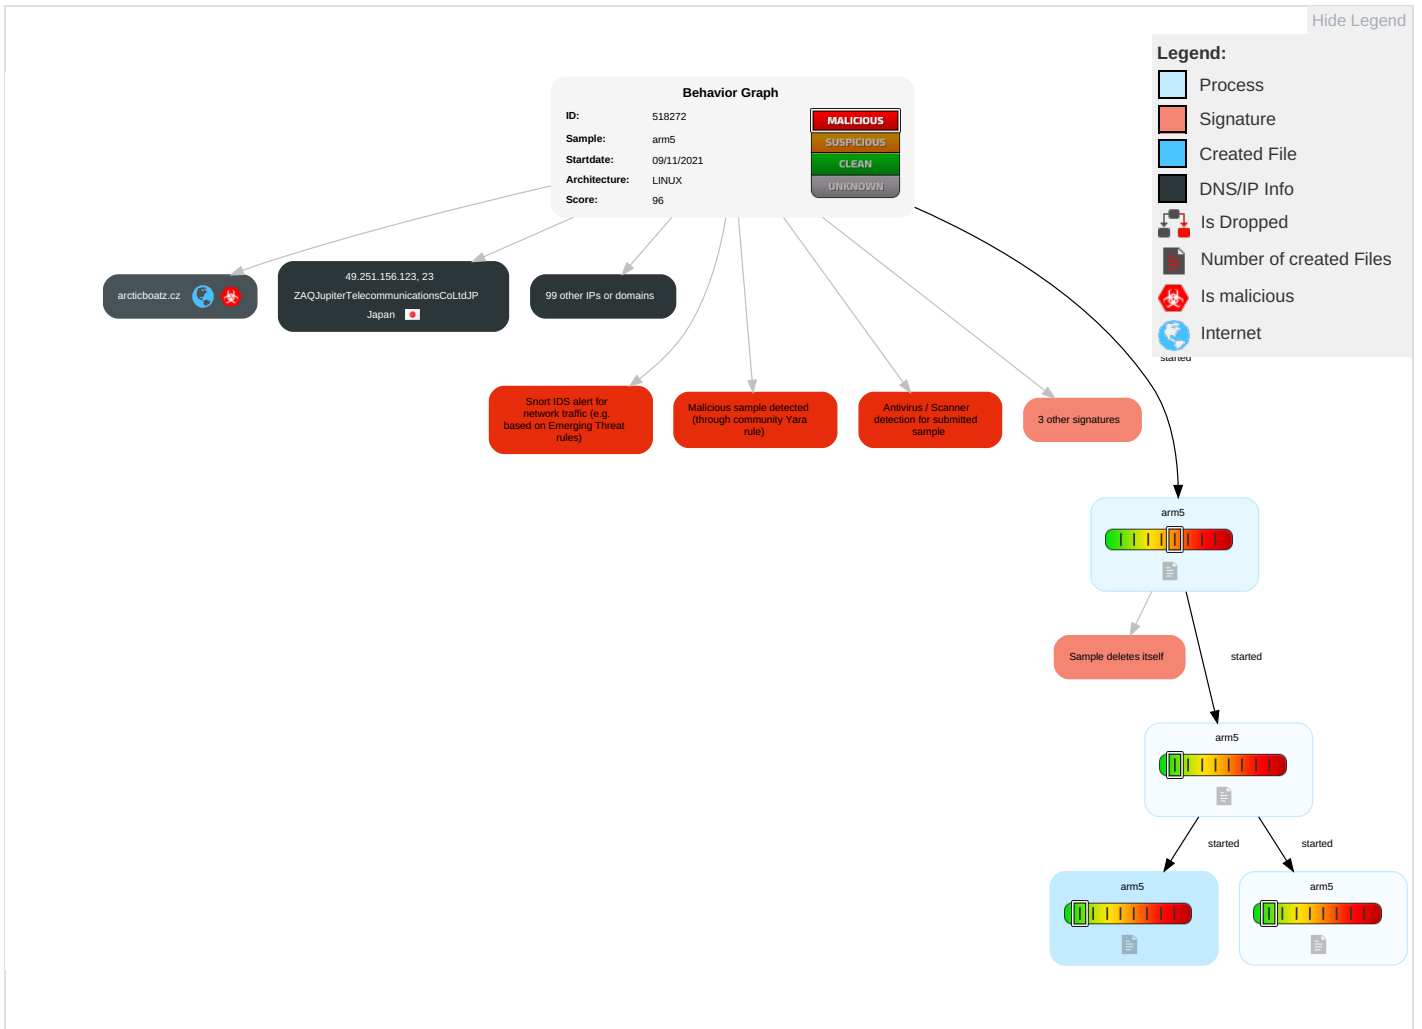 Hide Legend
Legend:
Process
Signature
Created File
DNS/IP Info
Is Dropped
Number of created Files
Is malicious
Internet
Behavior Graph
ID: 518272
Sample: arm5
Startdate: 09/11/2021
Architecture: LINUX
Score: 96
MALICIOUS
SUSPICIOUS
CLEAN
UNKNOWN
started
arcticboatz.cz
49.251.156.123, 23
ZAQJupiterTelecommunicationsCoLtdJP
Japan
99 other IPs or domains
Snort IDS alert for
network traffic (e.g.
based on Emerging Threat
rules)
Malicious sample detected
(through community Yara
rule)
Antivirus / Scanner
detection for submitted
sample
3 other signatures
arm5
Sample deletes itself
started
arm5
started
started
arm5
arm5